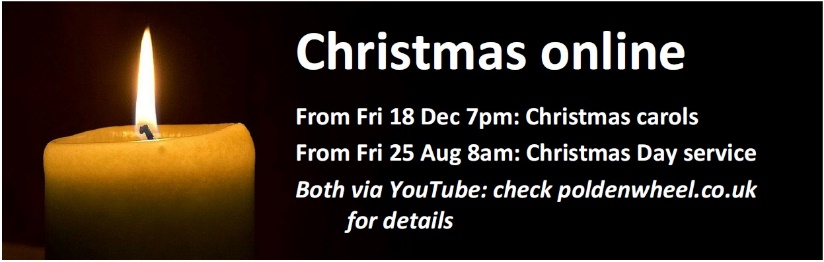 Christmas online
From Fri 18 Dec 7pm: Christmas carols
From Fri 25 Aug 8am: Christmas Day service
Both via YouTube: check poldenwheel.co.uk
for details